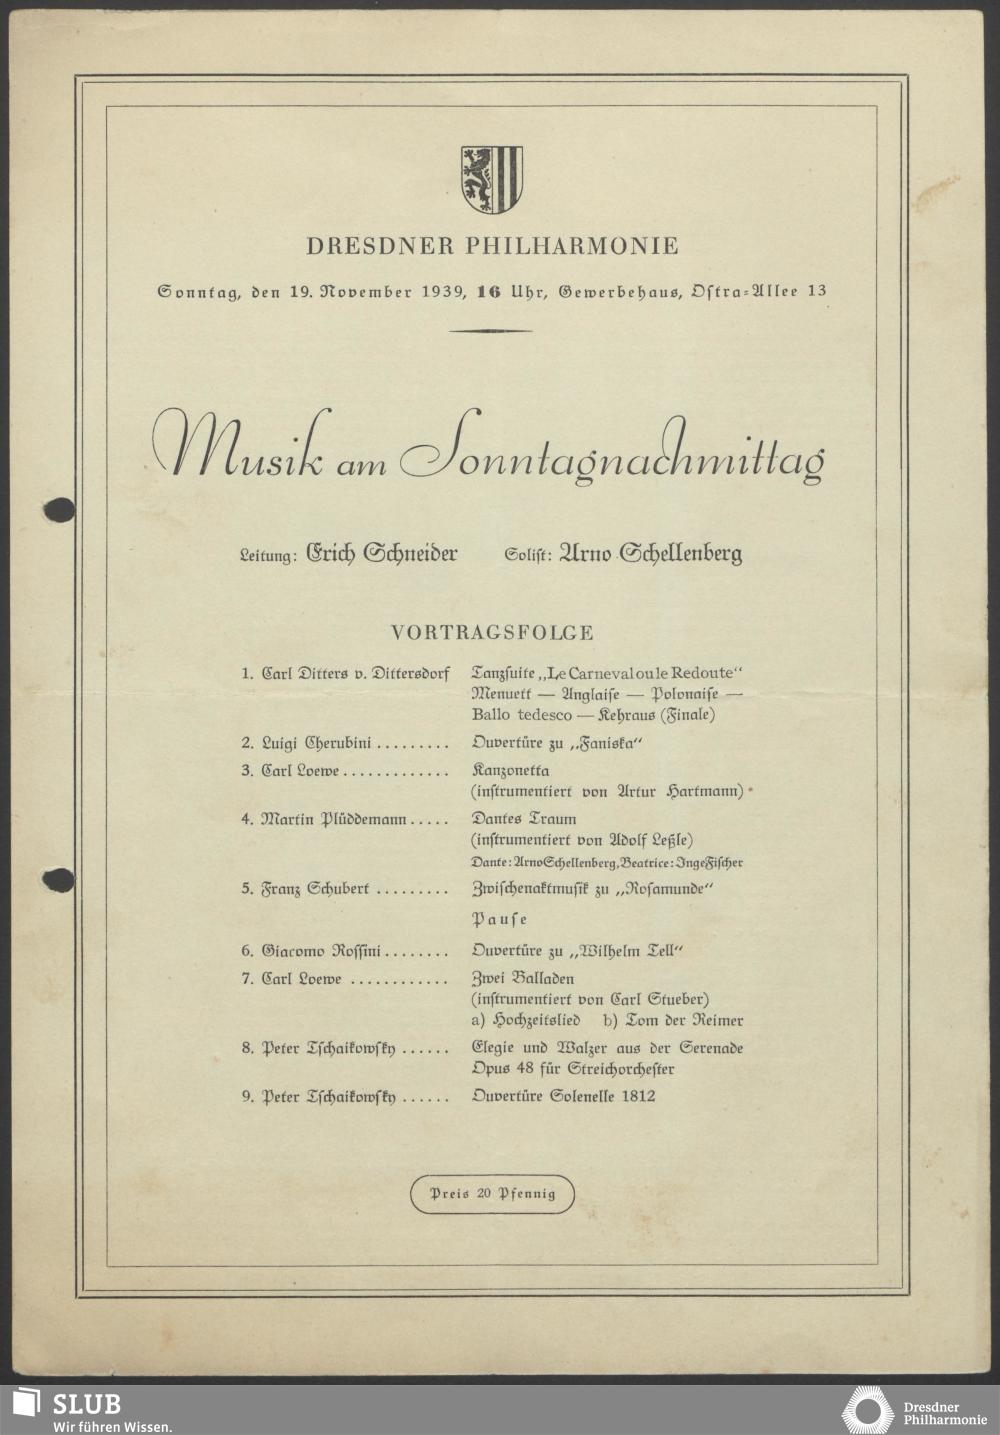 DRESDNER PHILHARMONIE
Sonntag, den 19. November 1939, 16 Uhr, Gewerbehaus, Ostra-Allee 13
Musik am Sonntagnachmittag
Leitung: Erich Schneider Solist: Arno Schellenberg
VORTRAGSFOLGE
1. Carl Ditters v. Dittersdorf Tanzsuite „Le Carneval ou le Redoute“
Menuett — Anglaise — Polonaise —
Ballo tedesco — Kehraus (Finale)
2. Luigi Cherubini ......... Ouvertüre zu „Faniska“
3. Carl Loewe ............. Kanzonetta
(instrumentiert von Artur Hartmann)
4. Martin Plüddemann ..... Dantes Traum
(instrumentiert von Adolf Leßle)
Dante: Arno Schellenberg, Beatrice: Inge Fischer
5. Franz Schubert ......... Zwischenaktmusik zu „Rosamunde“
Pause
6. Giacomo Rossini ........ Ouvertüre zu „Wilhelm Tell“
7. Carl Loewe ............ Zwei Balladen
(instrumentiert von Carl Stueber)
a) Hochzeitslied b) Tom der Reimer
8. Peter Tschaikowsky ...... Elegie und Walzer aus der Serenade
Opus 48 für Streichorchester
9. Peter Tschaikowsky ...... Ouvertüre Solenelle 1812
Preis 20 Pfennig
SLUB
Wir führen Wissen.
Dresdner
Philharmonie